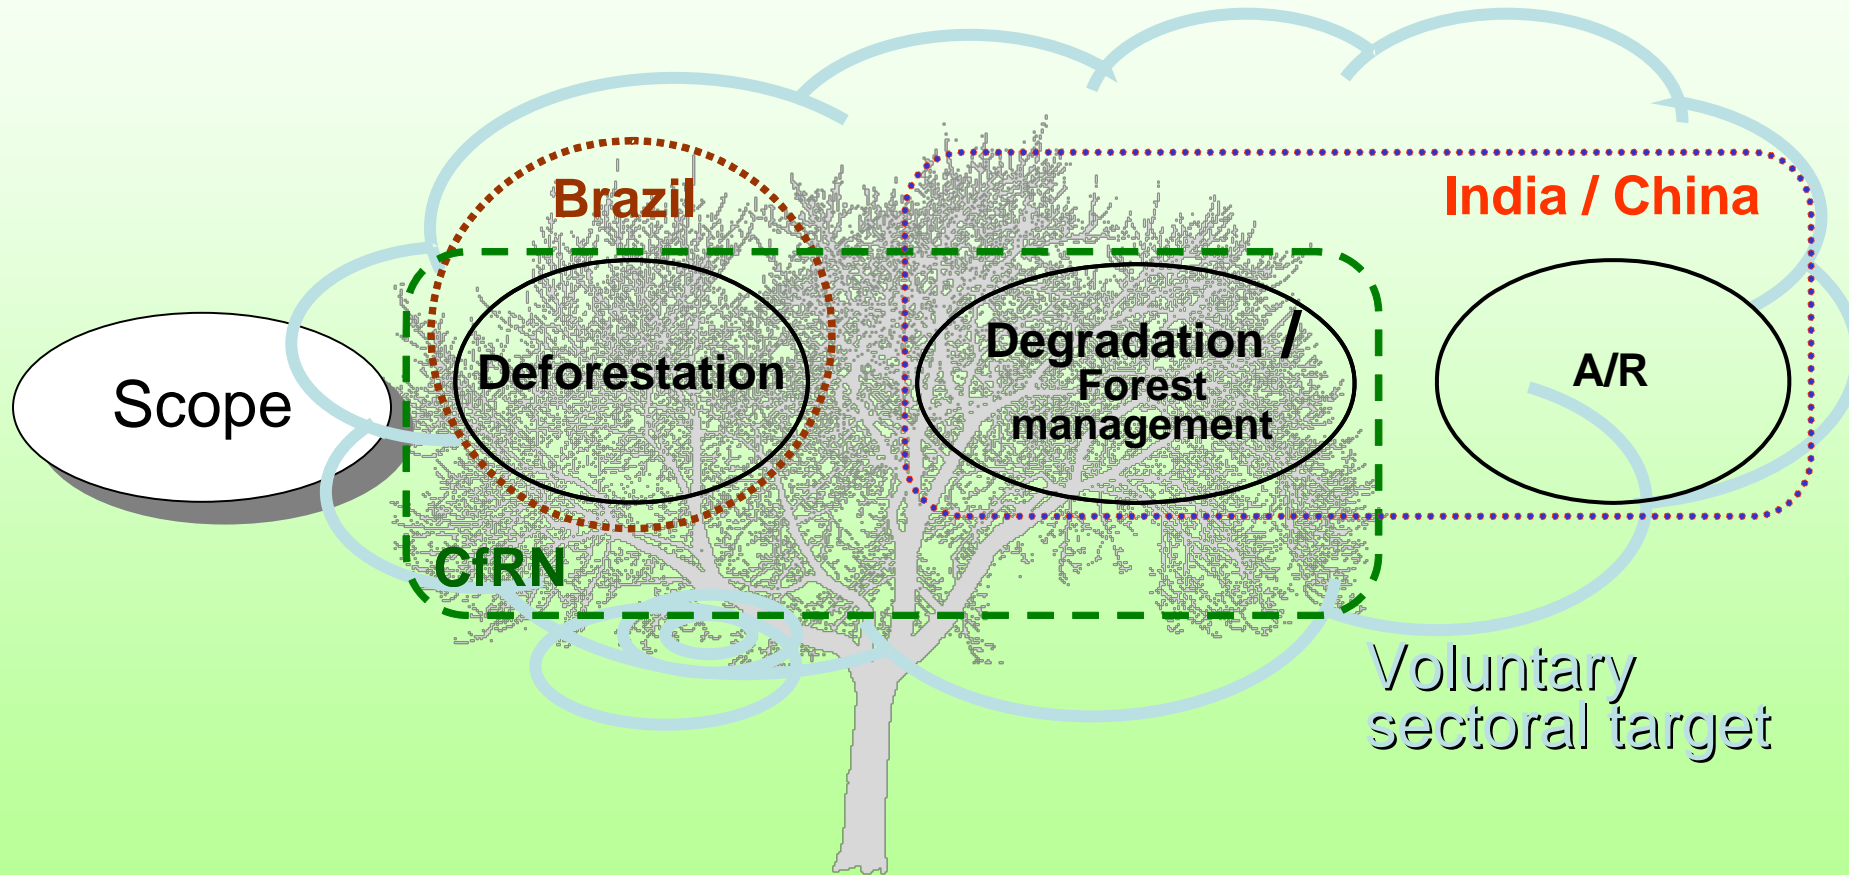 Brazil
India / China
Scope
Deforestation
Degradation /
Forest
management
A/R
CfRN
Voluntary
sectoral target